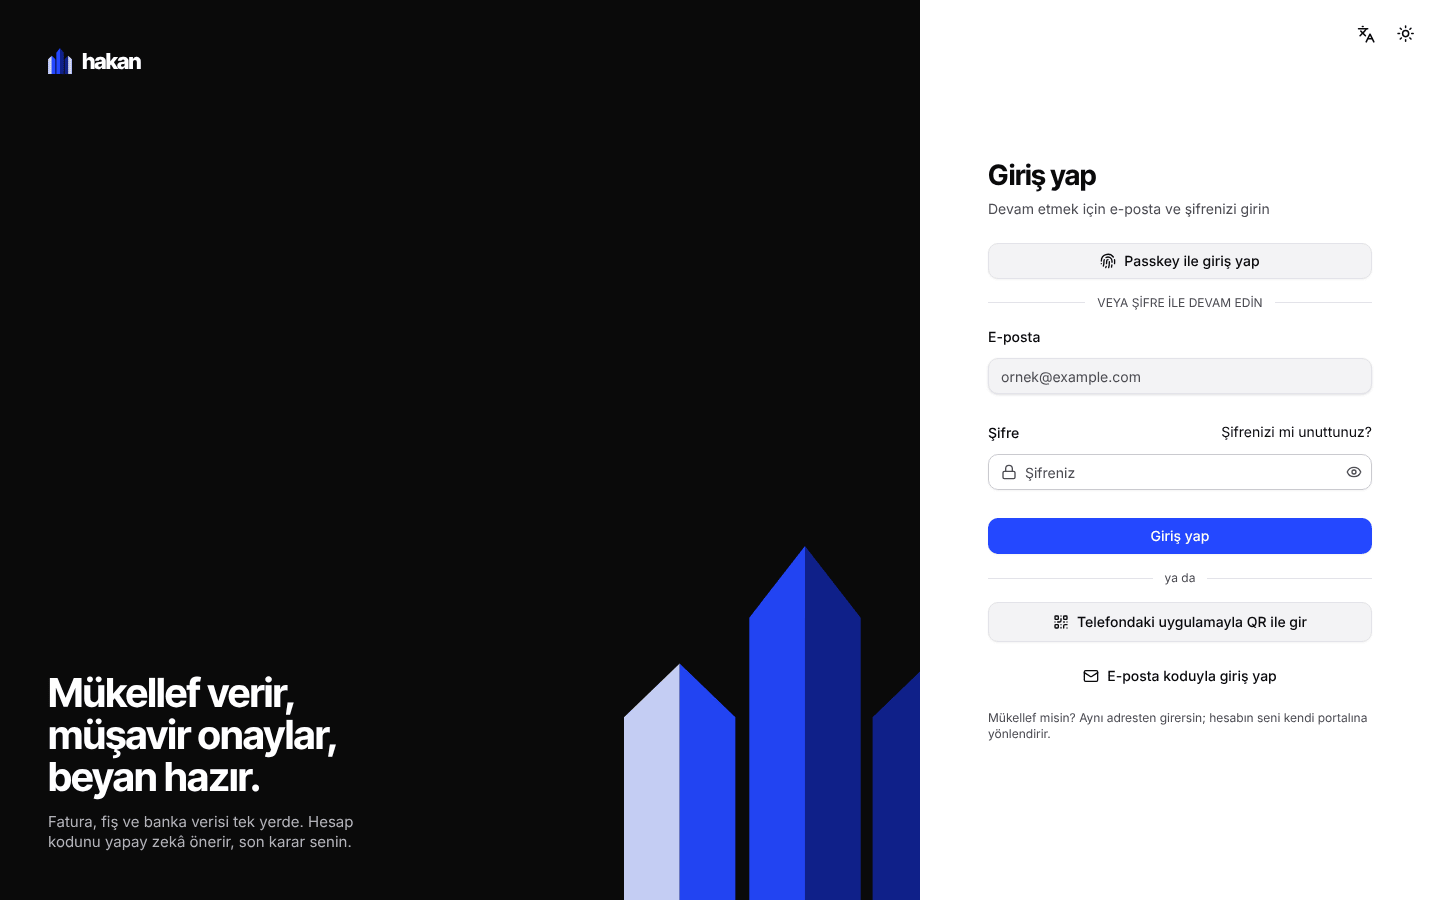 hakan
Mükellef verir,
müşavir onaylar,
beyan hazır.
Fatura, fiş ve banka verisi tek yerde. Hesap
kodunu yapay zekâ önerir, son karar senin.
Giriş yap
Devam etmek için e-posta ve şifrenizi girin
Passkey ile giriş yap
VEYA ŞİFRE İLE DEVAM EDİN
E-posta
ornek@example.com
Şifre
Şifrenizi mi unuttunuz?
Şifreniz
Giriş yap
ya da
Telefondaki uygulamayla QR ile gir
E-posta koduyla giriş yap
Mükellef misin? Aynı adresten girersin; hesabın seni kendi portalına
yönlendirir.